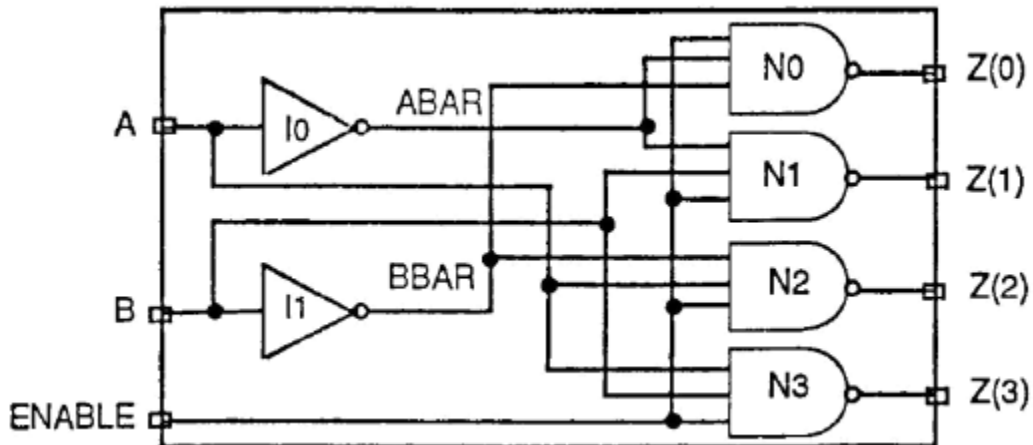 N0
Z(0)
ABAR
A
I0
N1
Z(1)
BBAR
N2
Z(2)
B
I1
N3
Z(3)
ENABLE